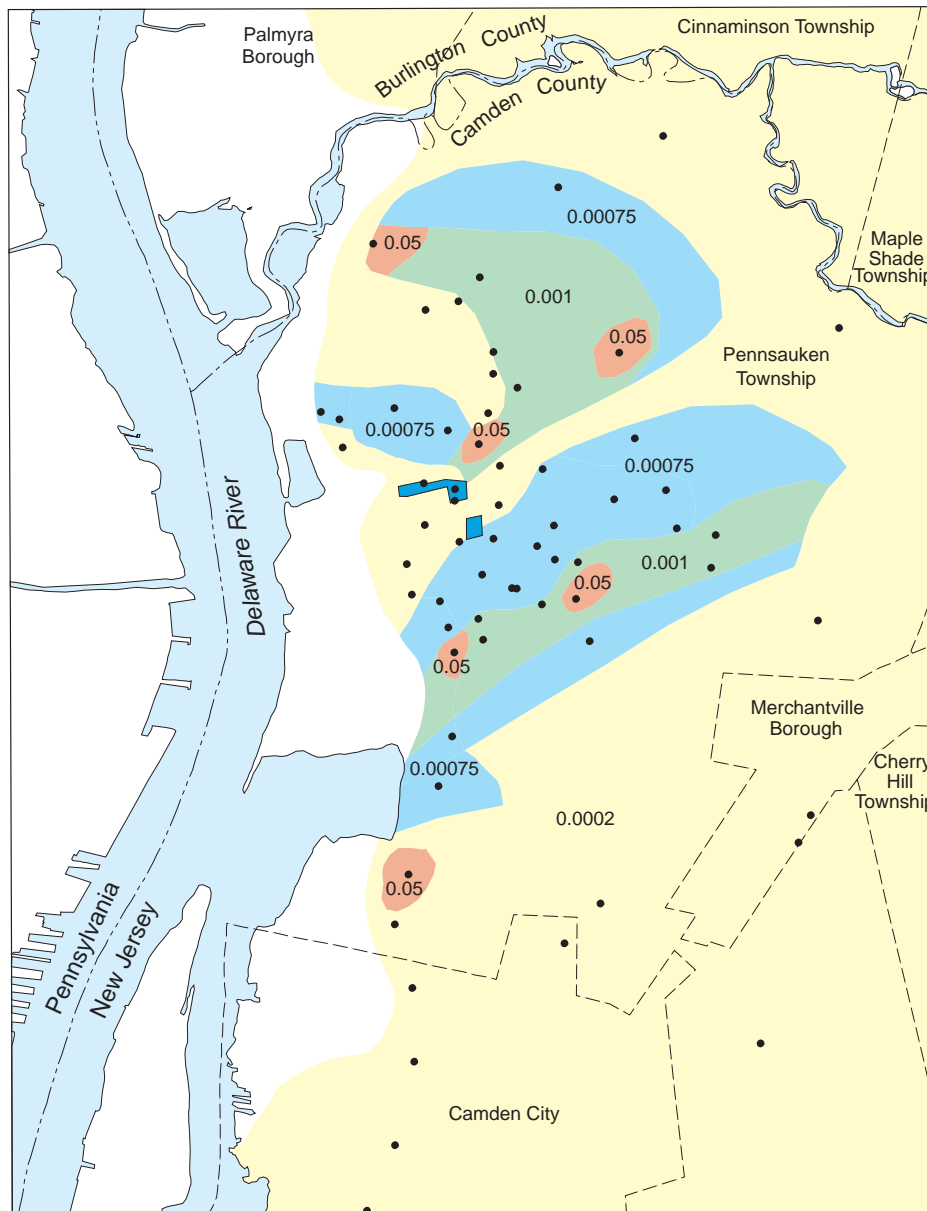 Palmyra
Borough
Burlington County
Cinnaminson Township
Camden County
0.00075
0.05
Maple
Shade
Township
0.001
0.05
Pennsauken
Township
0.00075
0.05
0.00075
Delaware River
0.001
0.05
0.05
Merchantville
Borough
0.00075
Cherry
Hill
Township
0.0002
0.05
Pennsylvania
New Jersey
Camden City